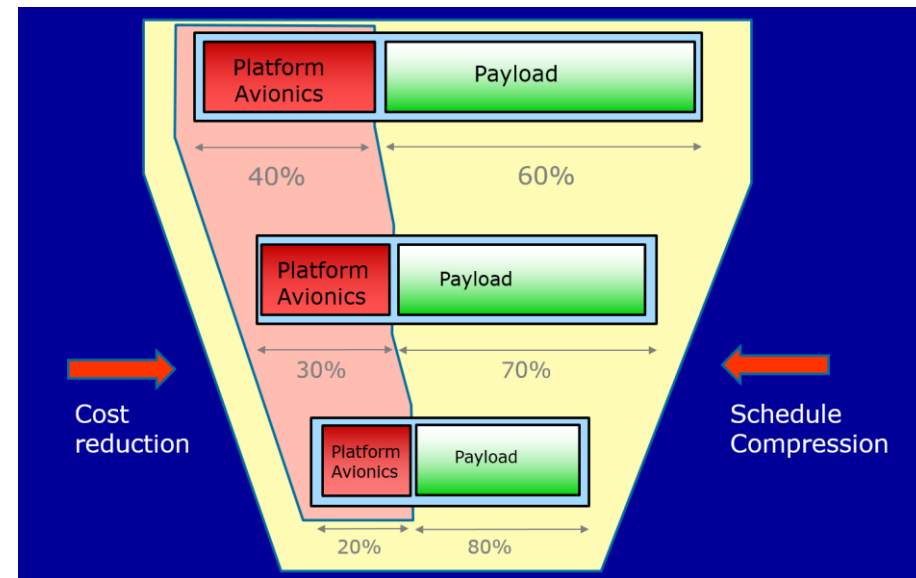 Platform
Avionics
Payload
40%
60%
Platform
Avionics
Payload
30%
70%
Cost
reduction
Schedule
Compression
Platform
Avionics
Payload
20%
80%